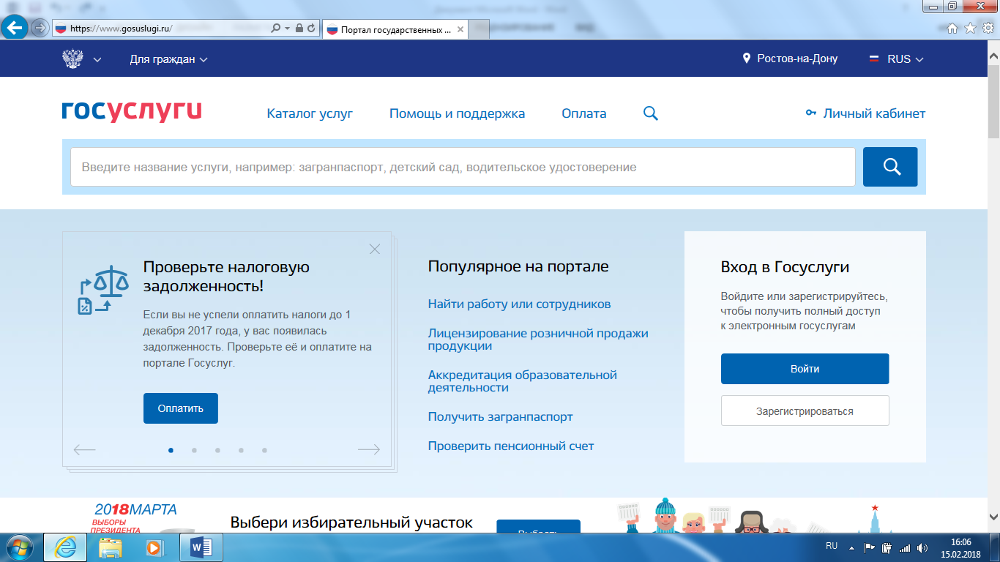 https://www.gosuslugi.ru/
Портал государственных ...
Для граждан
Ростов-на-Дону
RUS
госуслуги
Каталог услуг
Помощь и поддержка
Оплата
Личный кабинет
Введите название услуги, например: загранпаспорт, детский сад, водительское удостоверение
Проверьте налоговую
задолженность!
Если вы не успели оплатить налоги до 1
декабря 2017 года, у вас появилась
задолженность. Проверьте её и оплатите на
портале Госуслуг.
Оплатить
Популярное на портале
Найти работу или сотрудников
Лицензирование розничной продажи
продукции
Аккредитация образовательной
деятельности
Получить загранпаспорт
Проверить пенсионный счет
Вход в Госуслуги
Войдите или зарегистрируйтесь,
чтобы получить полный доступ
к электронным госуслугам
Войти
Зарегистрироваться
2018МАРТА
ВЫБОРЫ
ПРЕЗИДЕНТА
Выбери избирательный участок
Выбрать
RU
16:06
15.02.2018